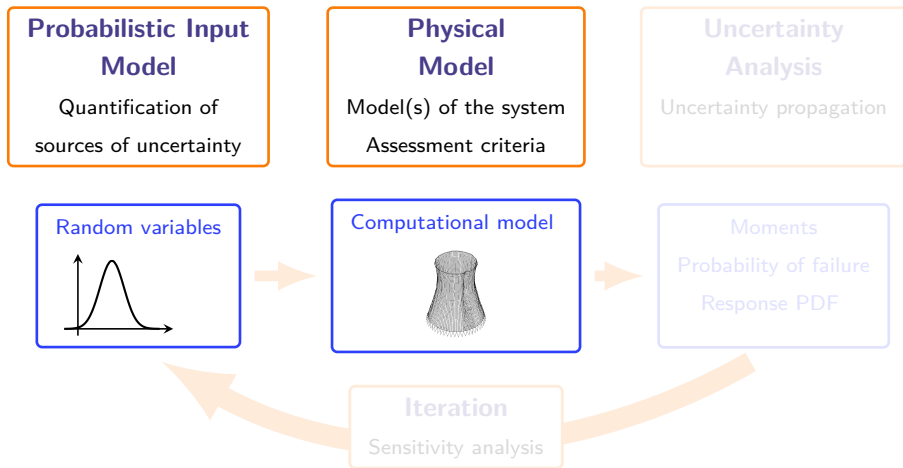 Probabilistic Input
Model
Quantification of
sources of uncertainty
Physical
Model
Model(s) of the system
Assessment criteria
Uncertainty
Analysis
Uncertainty propagation
Random variables
Computational model
Moments
Probability of failure
Response PDF
Iteration
Sensitivity analysis